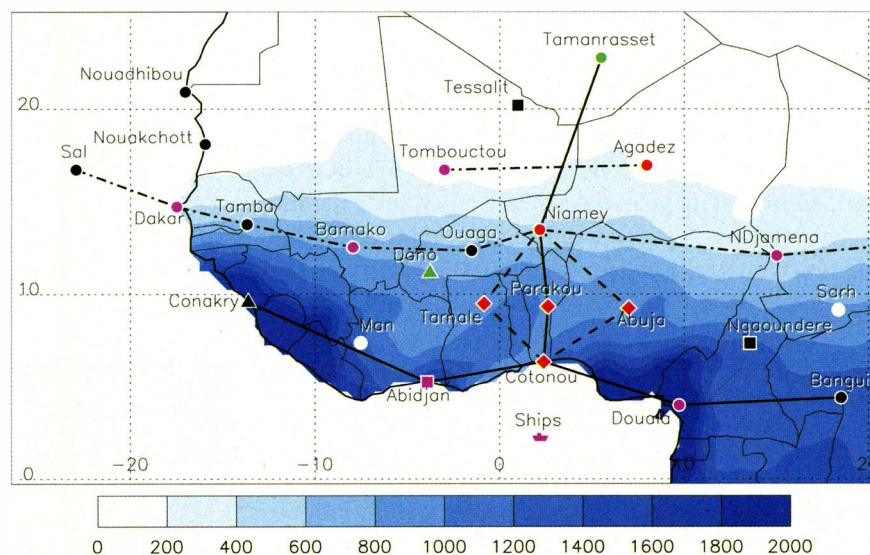 Tamanrasset
Nouadhibou
Tessalit
20
Nouakchott
Sal
Tombouctou
Agadez
Dakar
Tamba
Niamey
Bamako
Ouaga
NDjamena
Dano
10
Conakry
Parakou
Sarh
Tamale
Abuja
Man
Ngaoundere
Cotonou
Abidjan
Bangui
Ships
Douala
0
-20
-10
0
10
20
0
200
400
600
800
1000
1200
1400
1600
1800
2000